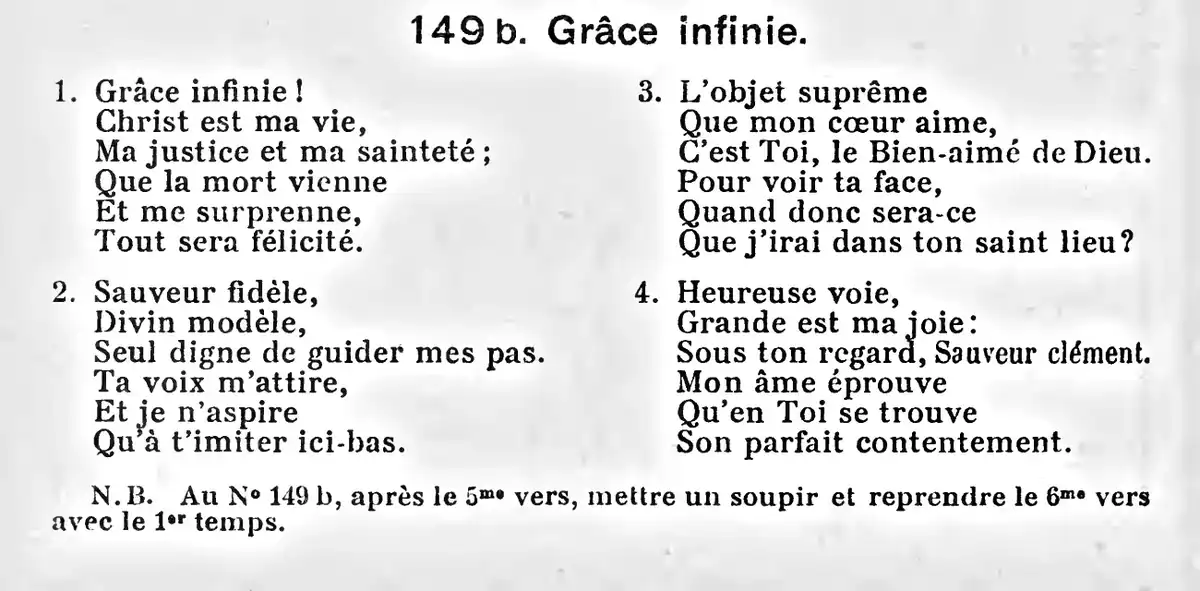 149 b. Grâce infinie.
1. Grâce infinie !
Christ est ma vie,
Ma justice et ma sainteté ;
Que la mort vienne
Et me surprenne,
Tout sera félicité.
2. Sauveur fidèle,
Divin modèle,
Seul digne de guider mes pas.
Ta voix m'attire,
Et je n'aspire
Qu'à t'imiter ici-bas.
3. L'objet suprême
Que mon cœur aime,
C'est Toi, le Bien-aimé de Dieu.
Pour voir ta face,
Quand donc sera-ce
Que j'irai dans ton saint lieu ?
4. Heureuse voie,
Grande est ma joie :
Sous ton regard, Sauveur clément.
Mon âme éprouve
Qu'en Toi se trouve
Son parfait contentement.
N.B. Au Nº 149 b, après le 5me vers, mettre un soupir et reprendre le 6me vers
avec le 1er temps.